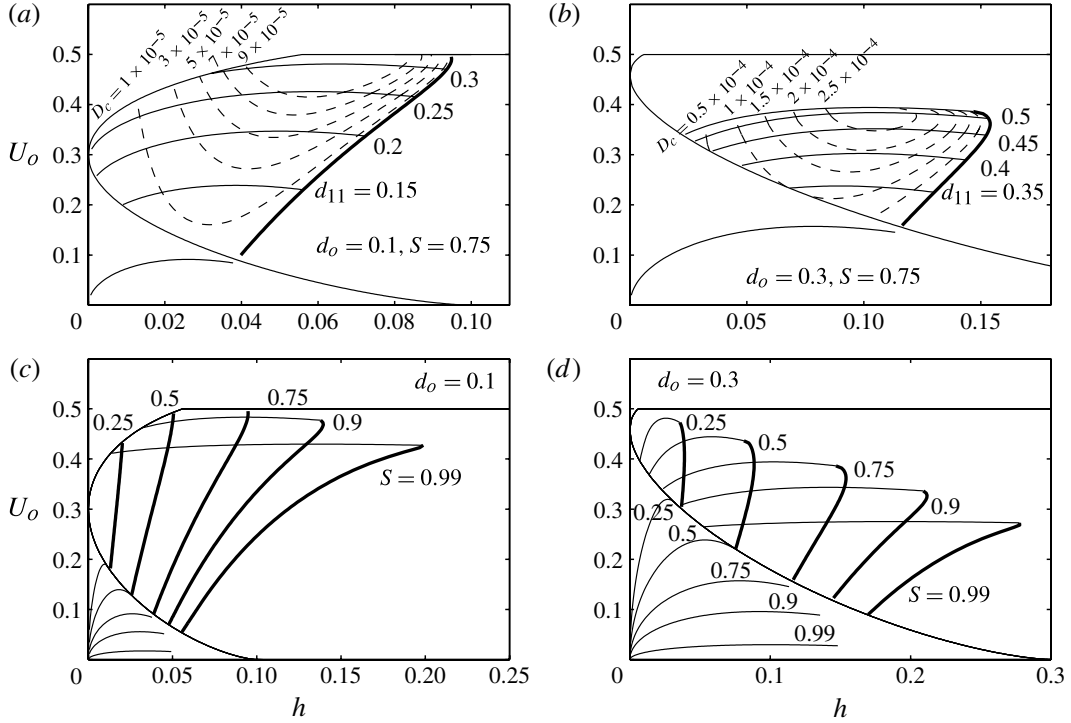 (a)
D_c = 1 × 10^−5
3 × 10^−5
5 × 10^−5
7 × 10^−5
9 × 10^−5
0.5
0.4
0.3
0.2
0.1
0
U_o
0.3
0.25
0.2
d_11 = 0.15
d_o = 0.1, S = 0.75
0.02
0.04
0.06
0.08
0.10
(b)
D_c = 0.5 × 10^−4
1 × 10^−4
1.5 × 10^−4
2 × 10^−4
2.5 × 10^−4
0.5
0.4
0.3
0.2
0.1
0
0.5
0.45
0.4
d_11 = 0.35
d_o = 0.3, S = 0.75
0.05
0.10
0.15
(c)
d_o = 0.1
0.5
0.4
0.3
0.2
0.1
0
U_o
0.25
0.5
0.75
0.9
S = 0.99
0.05
0.10
0.15
0.20
0.25
h
(d)
d_o = 0.3
0.5
0.4
0.3
0.2
0.1
0
0.25
0.5
0.75
0.9
S = 0.99
0.25
0.5
0.75
0.9
0.99
0.1
0.2
0.3
h